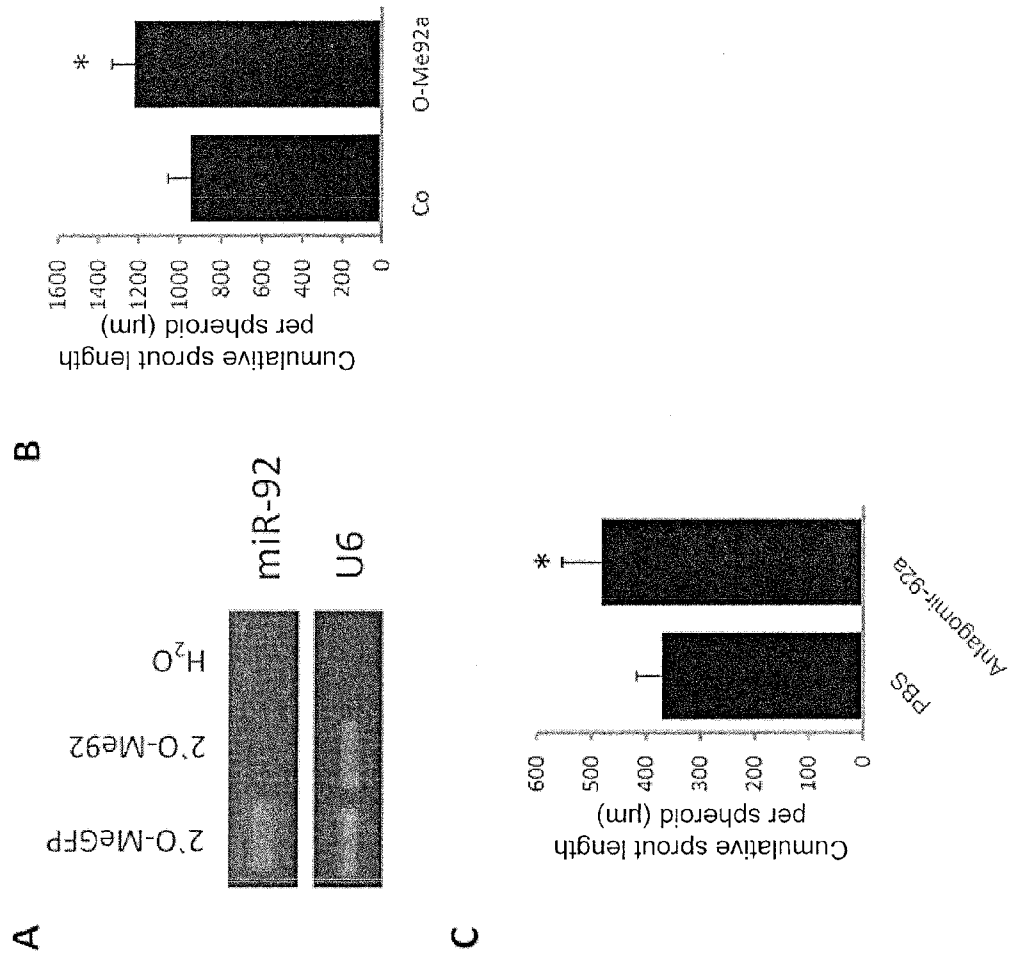 A
2`O-MeGFP
2`O-Me92
H₂O
miR-92
U6
B
Cumulative sprout length
per spheroid (µm)
1600
1400
1200
1000
800
600
400
200
0
*
Co
O-Me92a
C
Cumulative sprout length
per spheroid (µm)
600
500
400
300
200
100
0
*
PBS
Antagomir-92a